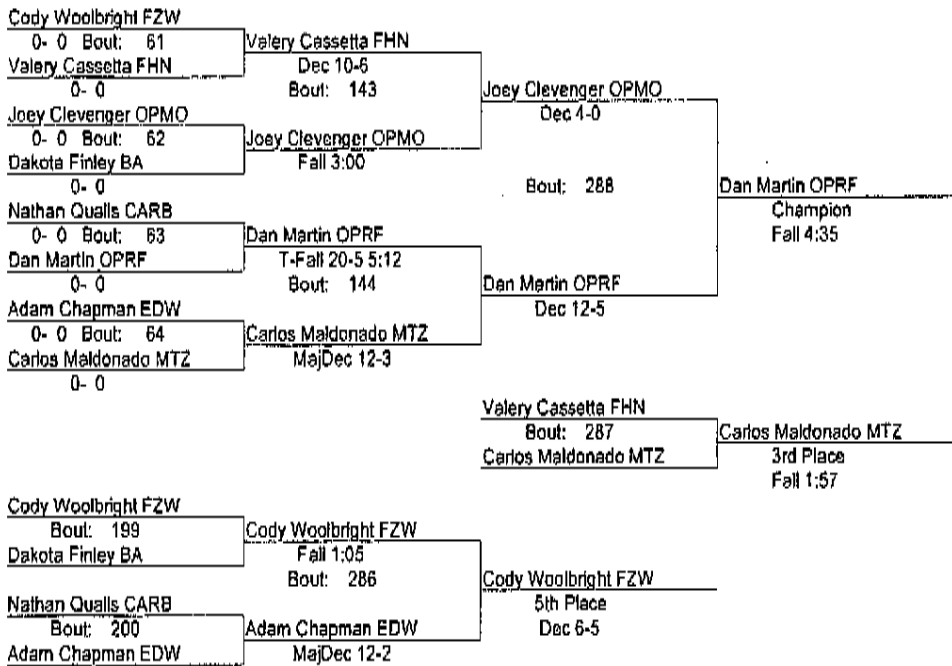 Cody Woolbright FZW
0- 0 Bout: 61
Valery Cassetta FHN
0- 0
Valery Cassetta FHN
Dec 10-6
Bout: 143
Joey Clevenger OPMO
0- 0 Bout: 62
Dakota Finley BA
0- 0
Joey Clevenger OPMO
Fall 3:00
Joey Clevenger OPMO
Dec 4-0
Bout: 288
Nathan Qualls CARB
0- 0 Bout: 63
Dan Martin OPRF
0- 0
Dan Martin OPRF
T-Fall 20-5 5:12
Bout: 144
Adam Chapman EDW
0- 0 Bout: 64
Carlos Maldonado MTZ
0- 0
Carlos Maldonado MTZ
MajDec 12-3
Dan Martin OPRF
Dec 12-5
Dan Martin OPRF
Champion
Fall 4:35
Valery Cassetta FHN
Bout: 287
Carlos Maldonado MTZ
Carlos Maldonado MTZ
3rd Place
Fall 1:57
Cody Woolbright FZW
Bout: 199
Dakota Finley BA
Cody Woolbright FZW
Fall 1:05
Bout: 286
Nathan Qualls CARB
Bout: 200
Adam Chapman EDW
Adam Chapman EDW
MajDec 12-2
Cody Woolbright FZW
5th Place
Dec 6-5